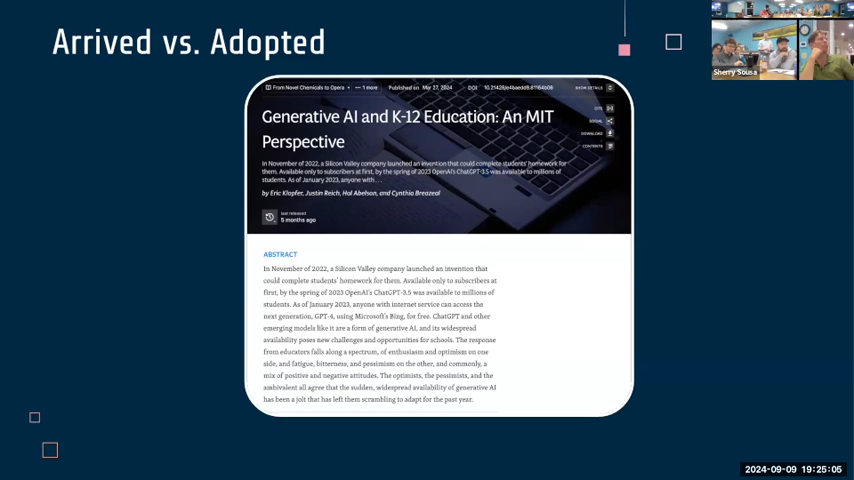 Arrived vs. Adopted
Sherry Sousa
From Novel Chemicals to Opera • — 1 more Published on Mar 27, 2024 DOI SHOW DETAILS
Generative AI and K-12 Education: An MIT
Perspective
CITE
SOCIAL
DOWNLOAD
CONTENTS
In November of 2022, a Silicon Valley company launched an invention that could complete students' homework for
them. Available only to subscribers at first, by the spring of 2023 OpenAI's ChatGPT-3.5 was available to millions of
students. As of January 2023, anyone with . . .
by Eric Klopfer, Justin Reich, Hal Abelson, and Cynthia Breazeal
last released
5 months ago
ABSTRACT
In November of 2022, a Silicon Valley company launched an invention that
could complete students' homework for them. Available only to subscribers at
first, by the spring of 2023 OpenAI's ChatGPT-3.5 was available to millions of
students. As of January 2023, anyone with internet service can access the
next generation, GPT-4, using Microsoft's Bing, for free. ChatGPT and other
emerging models like it are a form of generative AI, and its widespread
availability poses new challenges and opportunities for schools. The response
from educators falls along a spectrum, of enthusiasm and optimism on one
side, and fatigue, bitterness, and pessimism on the other, and commonly, a
mix of positive and negative attitudes. The optimists, the pessimists, and the
ambivalent all agree that the sudden, widespread availability of generative AI
has been a jolt that has left them scrambling to adapt for the past year.
2024-09-09 19:25:05